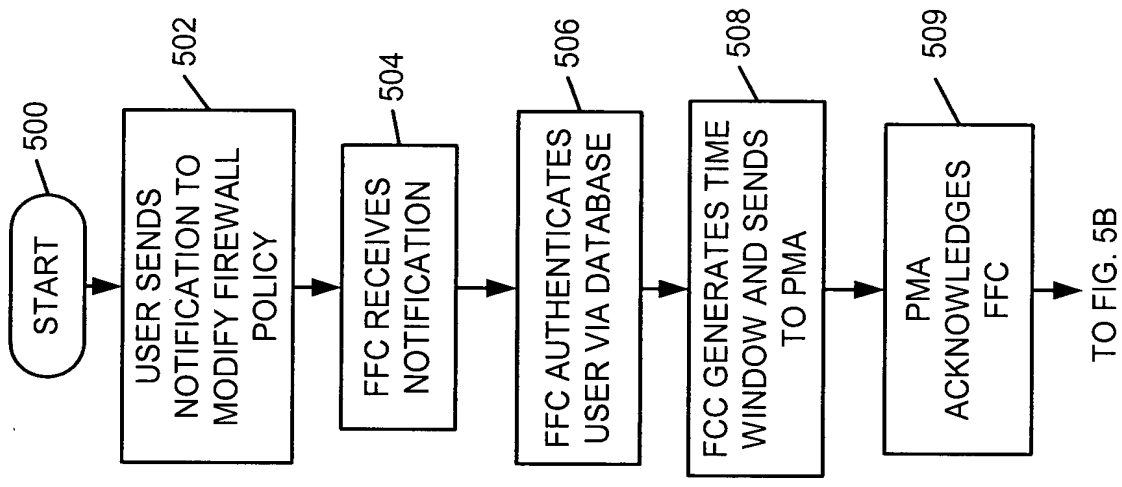 START
500
USER SENDS
NOTIFICATION TO
MODIFY FIREWALL
POLICY
502
FFC RECEIVES
NOTIFICATION
504
FFC AUTHENTICATES
USER VIA DATABASE
506
FCC GENERATES TIME
WINDOW AND SENDS
TO PMA
508
PMA
ACKNOWLEDGES
FFC
509
TO FIG. 5B